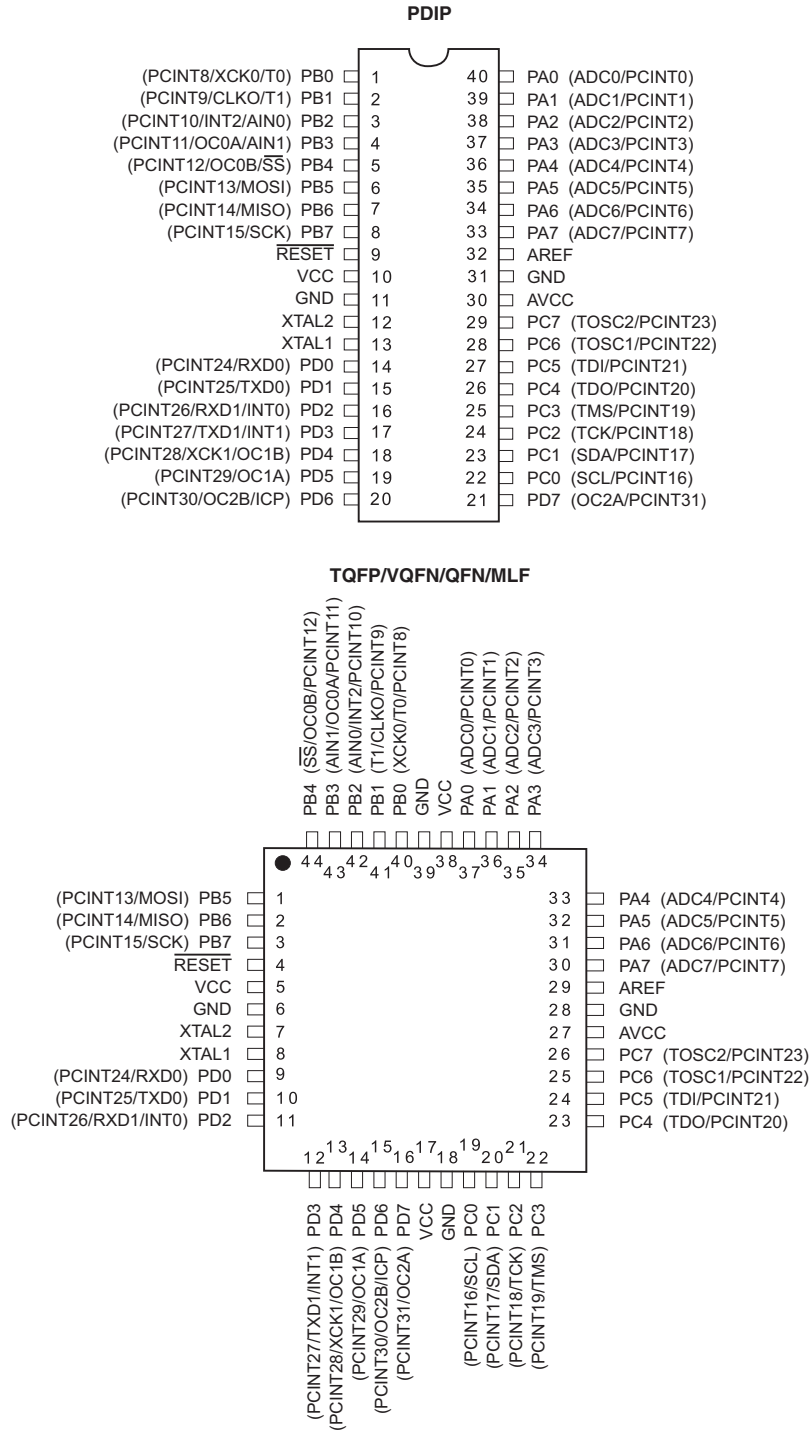 PDIP
(PCINT8/XCK0/T0) PB0 1 40 PA0 (ADC0/PCINT0)
(PCINT9/CLKO/T1) PB1 2 39 PA1 (ADC1/PCINT1)
(PCINT10/INT2/AIN0) PB2 3 38 PA2 (ADC2/PCINT2)
(PCINT11/OC0A/AIN1) PB3 4 37 PA3 (ADC3/PCINT3)
(PCINT12/OC0B/S̅S̅) PB4 5 36 PA4 (ADC4/PCINT4)
(PCINT13/MOSI) PB5 6 35 PA5 (ADC5/PCINT5)
(PCINT14/MISO) PB6 7 34 PA6 (ADC6/PCINT6)
(PCINT15/SCK) PB7 8 33 PA7 (ADC7/PCINT7)
R̅E̅S̅E̅T̅ 9 32 AREF
VCC 10 31 GND
GND 11 30 AVCC
XTAL2 12 29 PC7 (TOSC2/PCINT23)
XTAL1 13 28 PC6 (TOSC1/PCINT22)
(PCINT24/RXD0) PD0 14 27 PC5 (TDI/PCINT21)
(PCINT25/TXD0) PD1 15 26 PC4 (TDO/PCINT20)
(PCINT26/RXD1/INT0) PD2 16 25 PC3 (TMS/PCINT19)
(PCINT27/TXD1/INT1) PD3 17 24 PC2 (TCK/PCINT18)
(PCINT28/XCK1/OC1B) PD4 18 23 PC1 (SDA/PCINT17)
(PCINT29/OC1A) PD5 19 22 PC0 (SCL/PCINT16)
(PCINT30/OC2B/ICP) PD6 20 21 PD7 (OC2A/PCINT31)
TQFP/VQFN/QFN/MLF
PB4 (S̅S̅/OC0B/PCINT12)
PB3 (AIN1/OC0A/PCINT11)
PB2 (AIN0/INT2/PCINT10)
PB1 (T1/CLKO/PCINT9)
PB0 (XCK0/T0/PCINT8)
GND
VCC
PA0 (ADC0/PCINT0)
PA1 (ADC1/PCINT1)
PA2 (ADC2/PCINT2)
PA3 (ADC3/PCINT3)
44 43 42 41 40 39 38 37 36 35 34
(PCINT13/MOSI) PB5 1 33 PA4 (ADC4/PCINT4)
(PCINT14/MISO) PB6 2 32 PA5 (ADC5/PCINT5)
(PCINT15/SCK) PB7 3 31 PA6 (ADC6/PCINT6)
R̅E̅S̅E̅T̅ 4 30 PA7 (ADC7/PCINT7)
VCC 5 29 AREF
GND 6 28 GND
XTAL2 7 27 AVCC
XTAL1 8 26 PC7 (TOSC2/PCINT23)
(PCINT24/RXD0) PD0 9 25 PC6 (TOSC1/PCINT22)
(PCINT25/TXD0) PD1 10 24 PC5 (TDI/PCINT21)
(PCINT26/RXD1/INT0) PD2 11 23 PC4 (TDO/PCINT20)
12 13 14 15 16 17 18 19 20 21 22
(PCINT27/TXD1/INT1) PD3
(PCINT28/XCK1/OC1B) PD4
(PCINT29/OC1A) PD5
(PCINT30/OC2B/ICP) PD6
(PCINT31/OC2A) PD7
VCC
GND
(PCINT16/SCL) PC0
(PCINT17/SDA) PC1
(PCINT18/TCK) PC2
(PCINT19/TMS) PC3